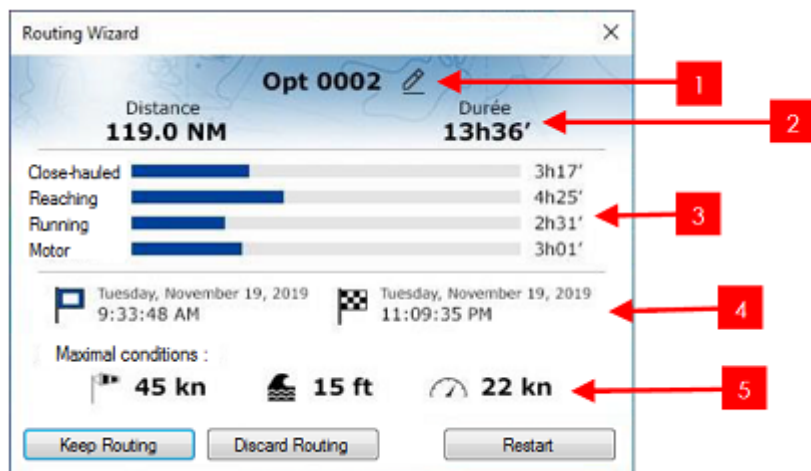 Routing Wizard
Opt 0002
1
Distance
Durée
119.0 NM
13h36’
2
Close-hauled 3h17’
Reaching 4h25’
Running 2h31’
3
Motor 3h01’
Tuesday, November 19, 2019
9:33:48 AM
Tuesday, November 19, 2019
11:09:35 PM
4
Maximal conditions :
45 kn
15 ft
22 kn
5
Keep Routing
Discard Routing
Restart